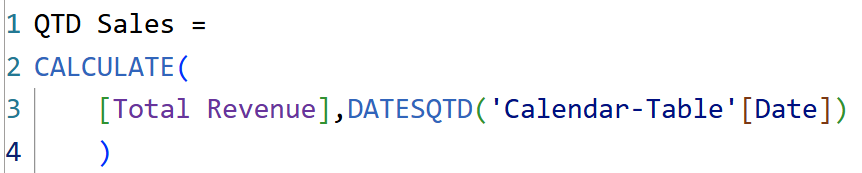 1 QTD Sales =
2 CALCULATE(
3 [Total Revenue],DATESQTD('Calendar-Table'[Date])
4 )